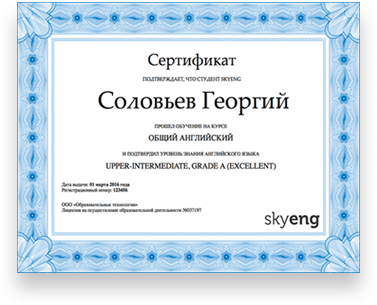 Сертификат
ПОДТВЕРЖДАЕТ, ЧТО СТУДЕНТ SKYENG
Соловьев Георгий
ПРОШЕЛ ОБУЧЕНИЕ НА КУРСЕ
ОБЩИЙ АНГЛИЙСКИЙ
И ПОДТВЕРДИЛ УРОВЕНЬ ЗНАНИЯ АНГЛИЙСКОГО ЯЗЫКА
UPPER-INTERMEDIATE, GRADE A (EXCELLENT)
Дата выдачи: 01 марта 2016 года
Регистрационный номер: 123456
ООО «Образовательные технологии»
Лицензия на осуществление образовательной деятельности №037197
skyeng